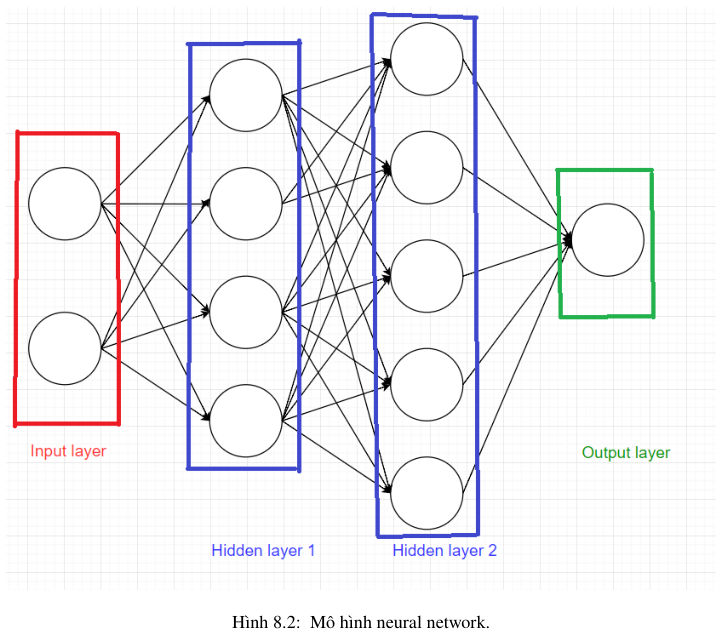 Input layer
Output layer
Hidden layer 1
Hidden layer 2
Hình 8.2: Mô hình neural network.